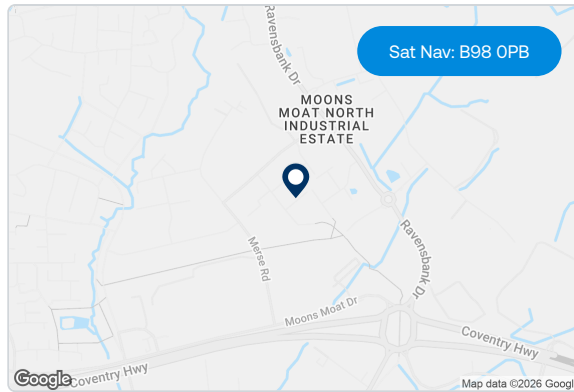 Ravensbank Dr
Sat Nav: B98 0PB
MOONS
MOAT NORTH
INDUSTRIAL
ESTATE
Ravensbank Dr
Merse Rd
Moons Moat Dr
Coventry Hwy
Coventry Hwy
Google
Map data ©2026 Googl